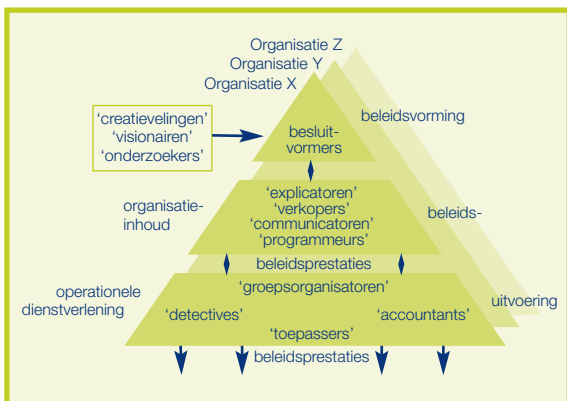 Organisatie Z
Organisatie Y
Organisatie X
‘creatievelingen’
‘visionairen’
‘onderzoekers’
beleidsvorming
besluit-
vormers
organisatie-
inhoud
‘explicatoren’
‘verkopers’
‘communicatoren’
‘programmeurs’
beleids-
beleidsprestaties
operationele
dienstverlening
‘groepsorganisatoren’
uitvoering
‘detectives’
‘accountants’
‘toepassers’
beleidsprestaties